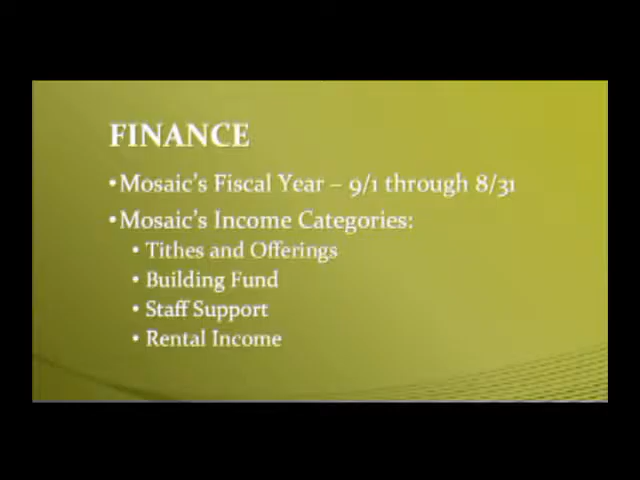 FINANCE
•Mosaic's Fiscal Year – 9/1 through 8/31
•Mosaic's Income Categories:
• Tithes and Offerings
• Building Fund
• Staff Support
• Rental Income